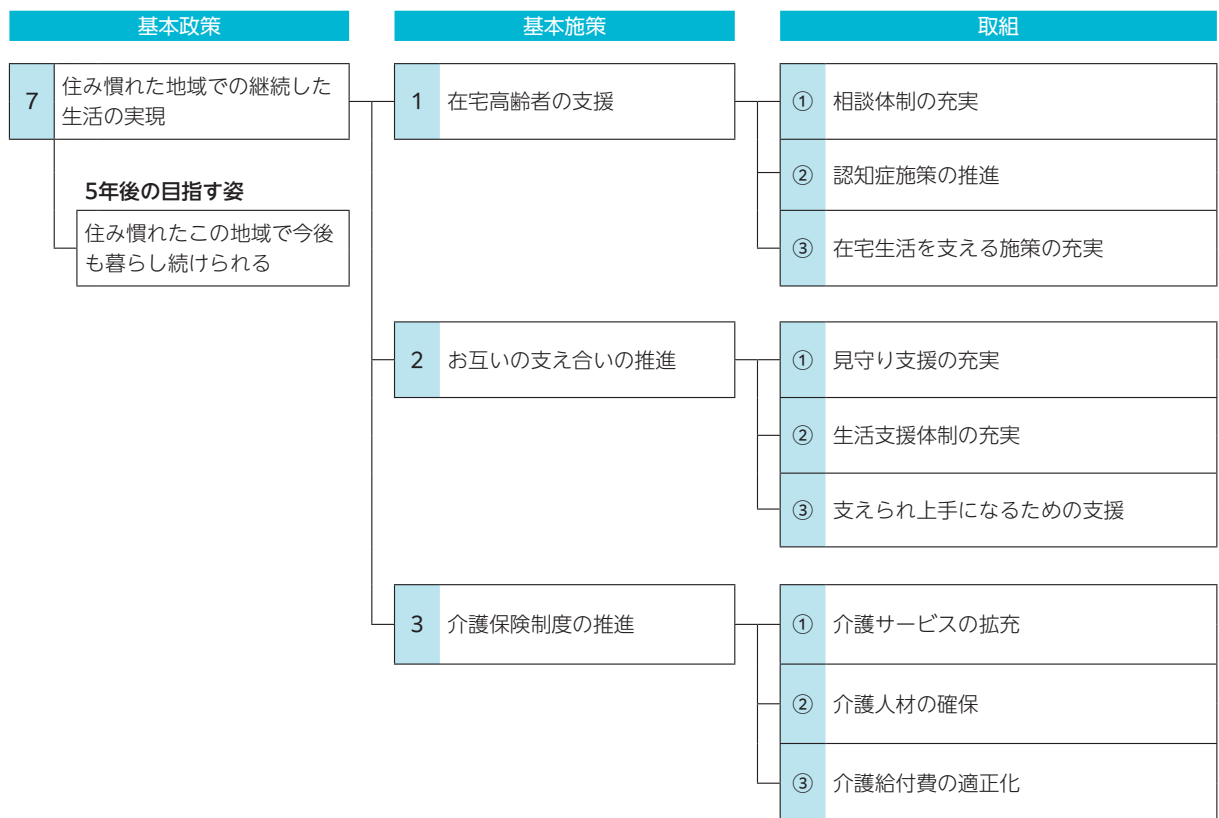 基本政策
基本施策
取組
7 住み慣れた地域での継続した
生活の実現
5年後の目指す姿
住み慣れたこの地域で今後
も暮らし続けられる
1 在宅高齢者の支援
① 相談体制の充実
② 認知症施策の推進
③ 在宅生活を支える施策の充実
2 お互いの支え合いの推進
① 見守り支援の充実
② 生活支援体制の充実
③ 支えられ上手になるための支援
3 介護保険制度の推進
① 介護サービスの拡充
② 介護人材の確保
③ 介護給付費の適正化